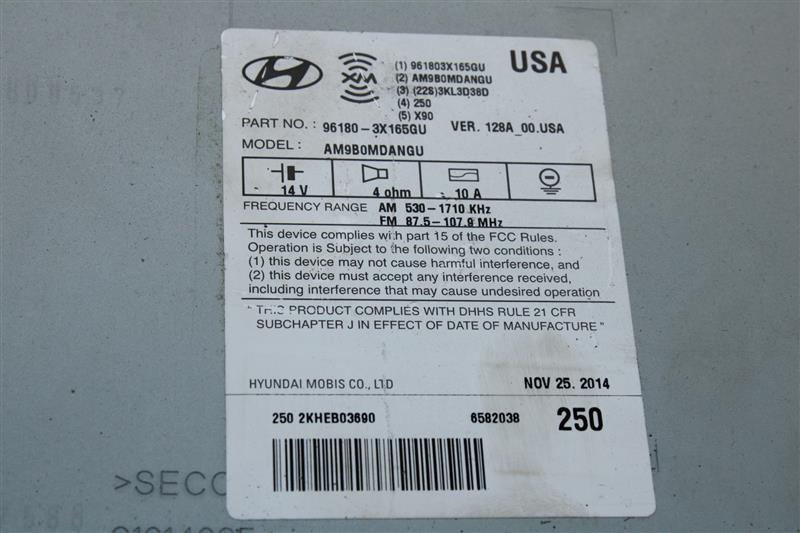 XM
(1) 961803X165GU
(2) AM9B0MDANGU
(3) (22S)3KL3D38D
(4) 250
(5) X90
USA
PART NO. : 96180-3X165GU VER. 128A_00.USA
MODEL : AM9B0MDANGU
14 V 4 ohm 10 A
FREQUENCY RANGE AM 530-1710 KHz
FM 87.5-107.9 MHz
This device complies with part 15 of the FCC Rules.
Operation is Subject to the following two conditions :
(1) this device may not cause harmful interference, and
(2) this device must accept any interference received,
including interference that may cause undesired operation
" THIS PRODUCT COMPLIES WITH DHHS RULE 21 CFR
SUBCHAPTER J IN EFFECT OF DATE OF MANUFACTURE "
HYUNDAI MOBIS CO., LTD NOV 25. 2014
250 2KHEB03690 6582038 250
>SECC